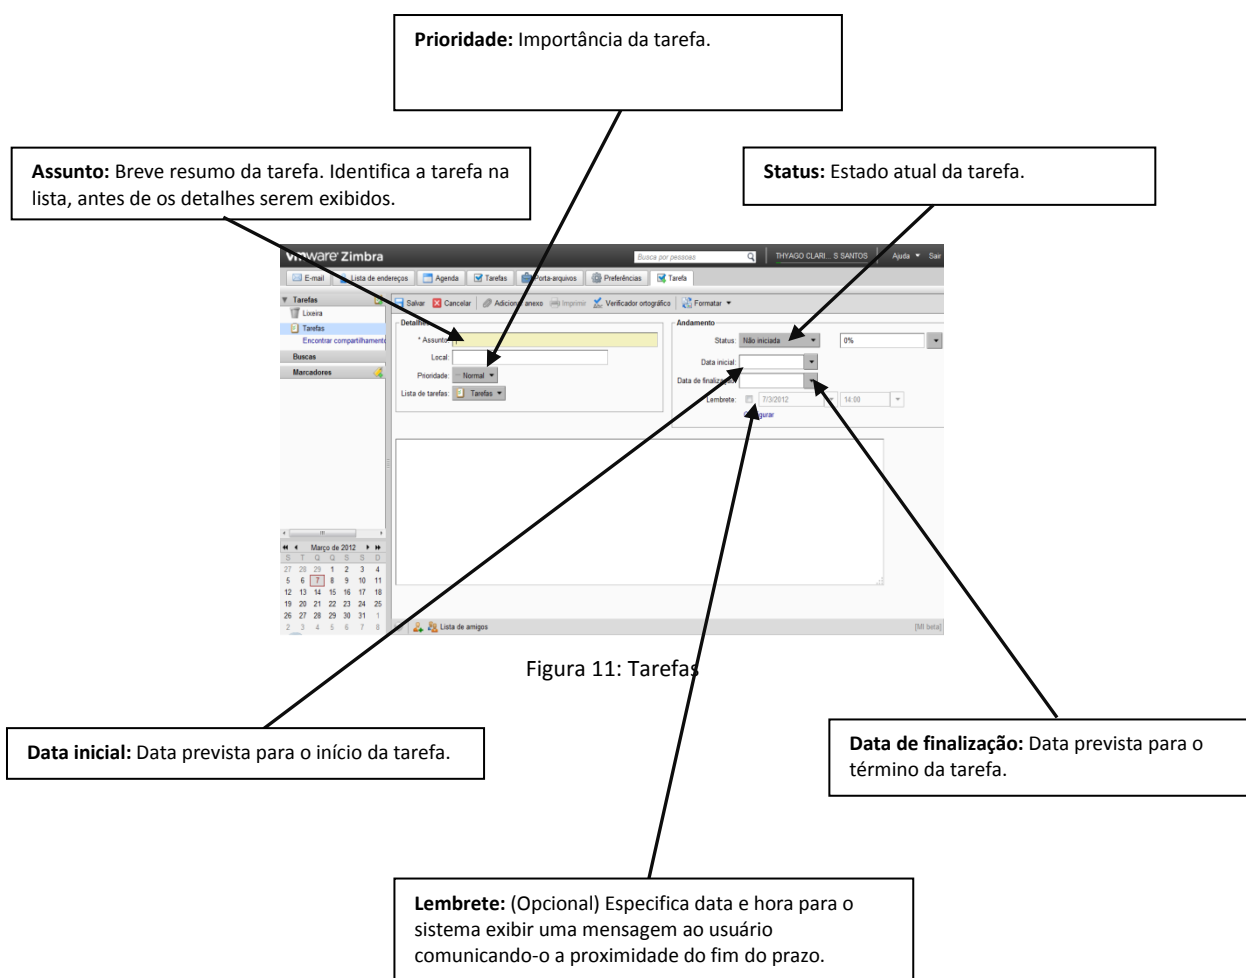 Prioridade: Importância da tarefa.
Assunto: Breve resumo da tarefa. Identifica a tarefa na
lista, antes de os detalhes serem exibidos.
Status: Estado atual da tarefa.
vmware Zimbra
Busca por pessoas
THYAGO CLARI... S SANTOS
Ajuda
Sair
E-mail
Lista de endereços
Agenda
Tarefas
Porta-arquivos
Preferências
Tarefa
Tarefas
Lixeira
Tarefas
Encontrar compartilhament
Buscas
Marcadores
Salvar
Cancelar
Adicionar anexo
Imprimir
Verificador ortográfico
Formatar
Detalhes
* Assunto:
Local:
Prioridade:
Normal
Lista de tarefas:
Tarefas
Andamento
Status:
Não iniciada
0%
Data inicial:
Data de finalização:
Lembrete:
7/3/2012
14:00
Março de 2012
S T Q Q S S D
27 28 29 1 2 3 4
5 6 7 8 9 10 11
12 13 14 15 16 17 18
19 20 21 22 23 24 25
26 27 28 29 30 31 1
2 3 4 5 6 7 8
Lista de amigos
[MI beta]
Figura 11: Tarefas
Data inicial: Data prevista para o início da tarefa.
Data de finalização: Data prevista para o
término da tarefa.
Lembrete: (Opcional) Especifica data e hora para o
sistema exibir uma mensagem ao usuário
comunicando-o a proximidade do fim do prazo.